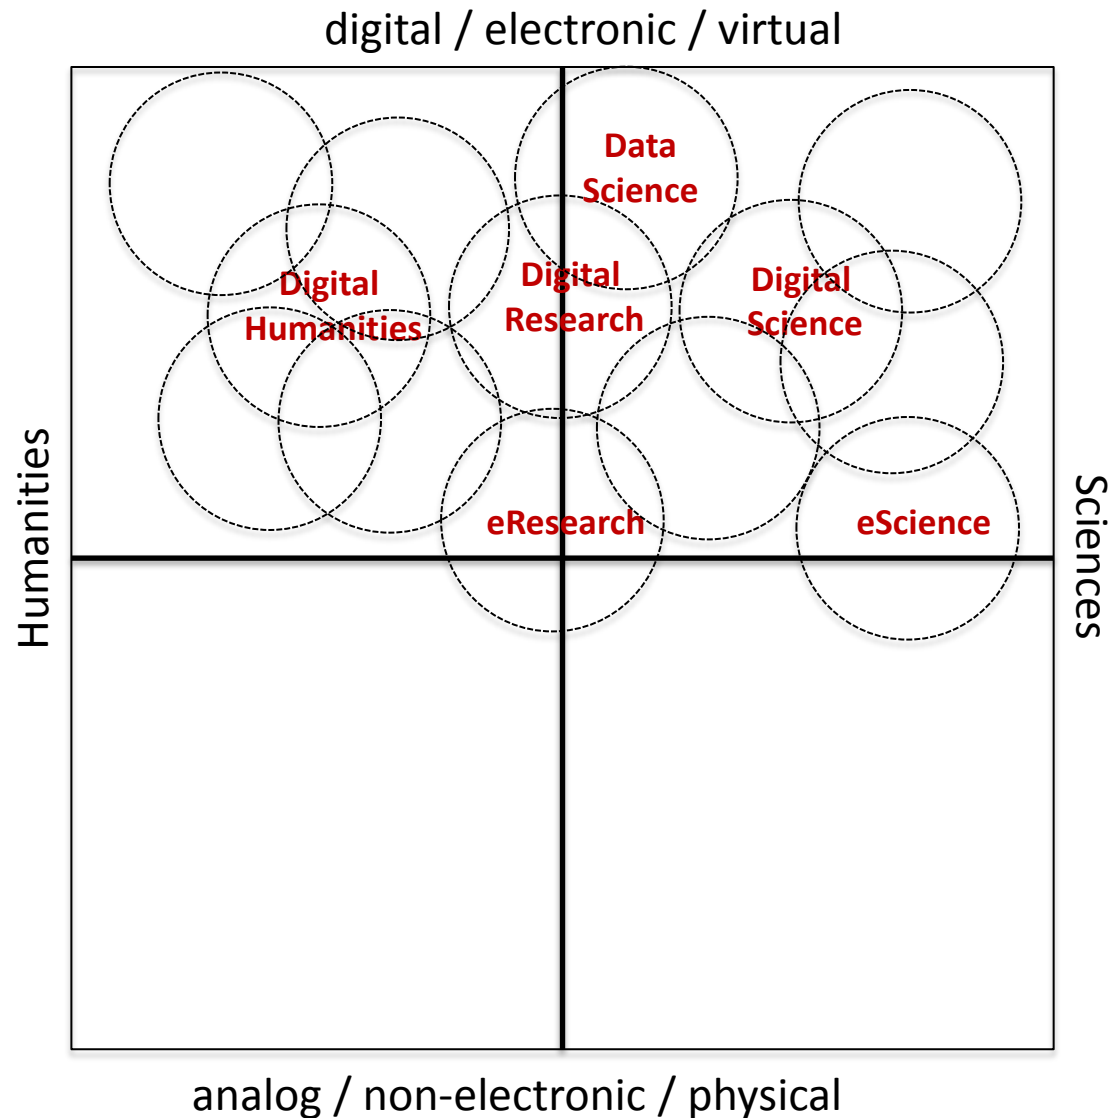 digital / electronic / virtual
Data
Science
Digital
Humanities
Digital
Research
Digital
Science
Humanities
Sciences
eResearch
eScience
analog / non-electronic / physical